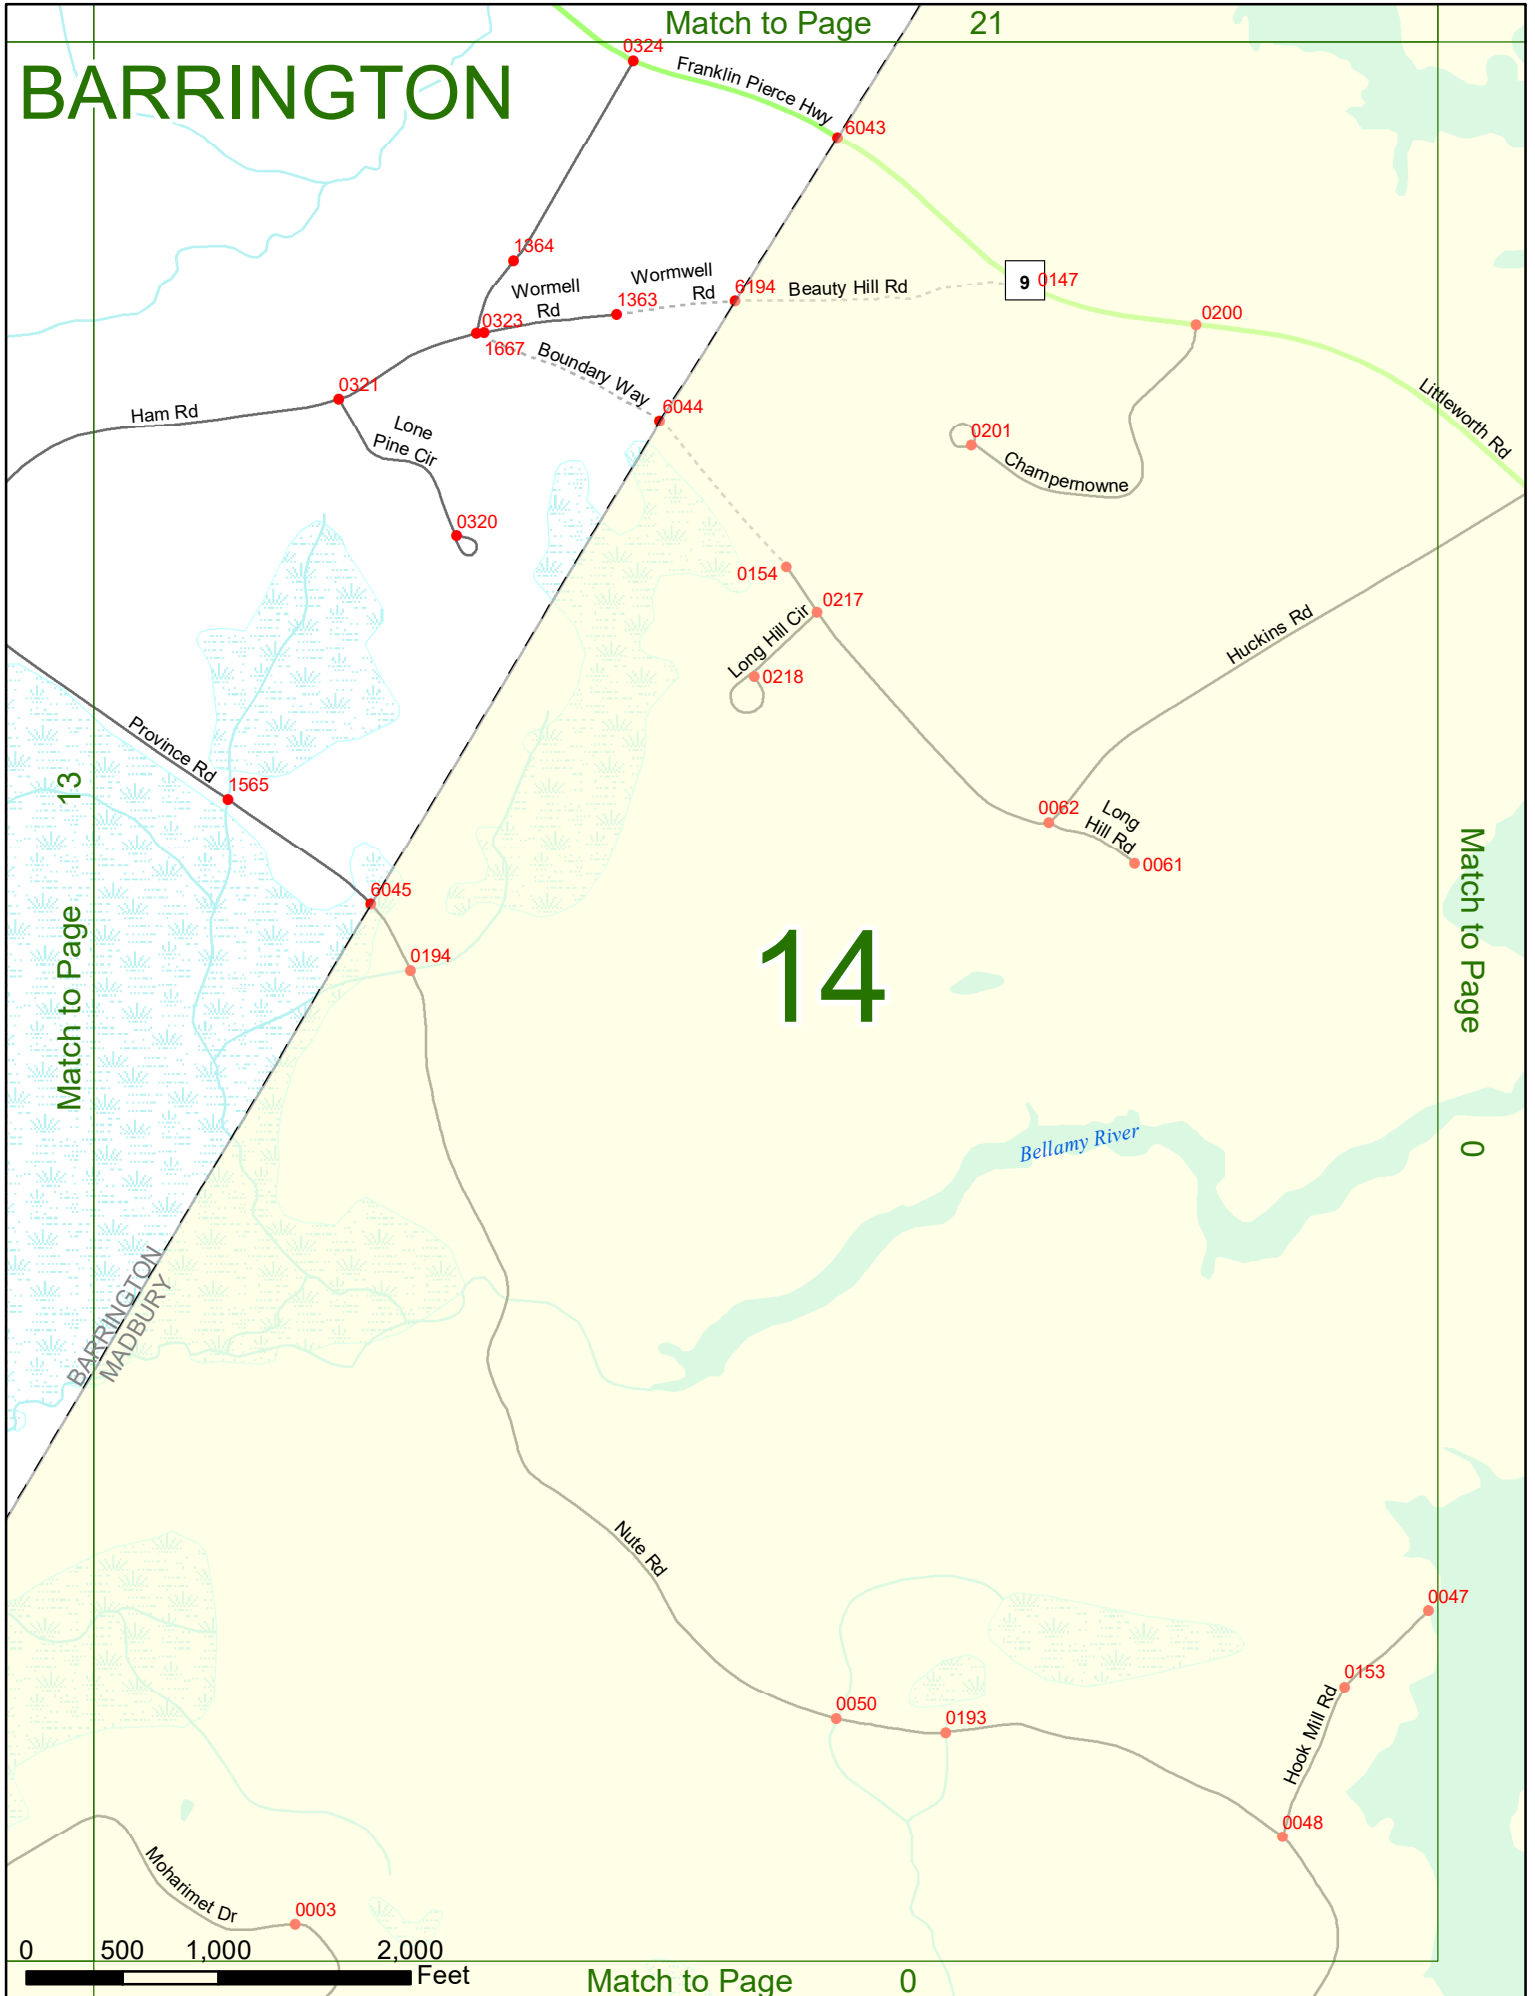 Match to Page 21
BARRINGTON
0324
Franklin Pierce Hwy
6043
1364
Wormell
Rd
Wormwell
Rd
1363
6194
Beauty Hill Rd
9
0147
0200
0323
1667
Boundary Way
0321
Ham Rd
Lone
Pine Cir
6044
0201
Champernowne
Littleworth Rd
0320
0154
0217
Long Hill Cir
0218
Huckins Rd
Province Rd
1565
Match to Page 13
0062
Long
Hill Rd
0061
Match to Page 0
6045
0194
14
Bellamy River
BARRINGTON
MADBURY
Nute Rd
0047
0153
Hook Mill Rd
0050
0193
0048
Moharimet Dr
0003
0 500 1,000 2,000
Feet
Match to Page 0